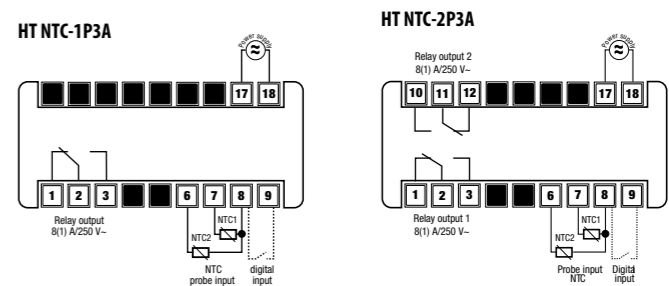 HT NTC-1P3A
Power supply
17 18
1 2 3 6 7 8 9
Relay output
8(1) A/250 V~
NTC1
NTC2
NTC
probe input
digital
input
HT NTC-2P3A
Power supply
Relay output 2
8(1) A/250 V~
10 11 12 17 18
1 2 3 6 7 8 9
Relay output 1
8(1) A/250 V~
NTC1
NTC2
Probe input
NTC
Digital
input